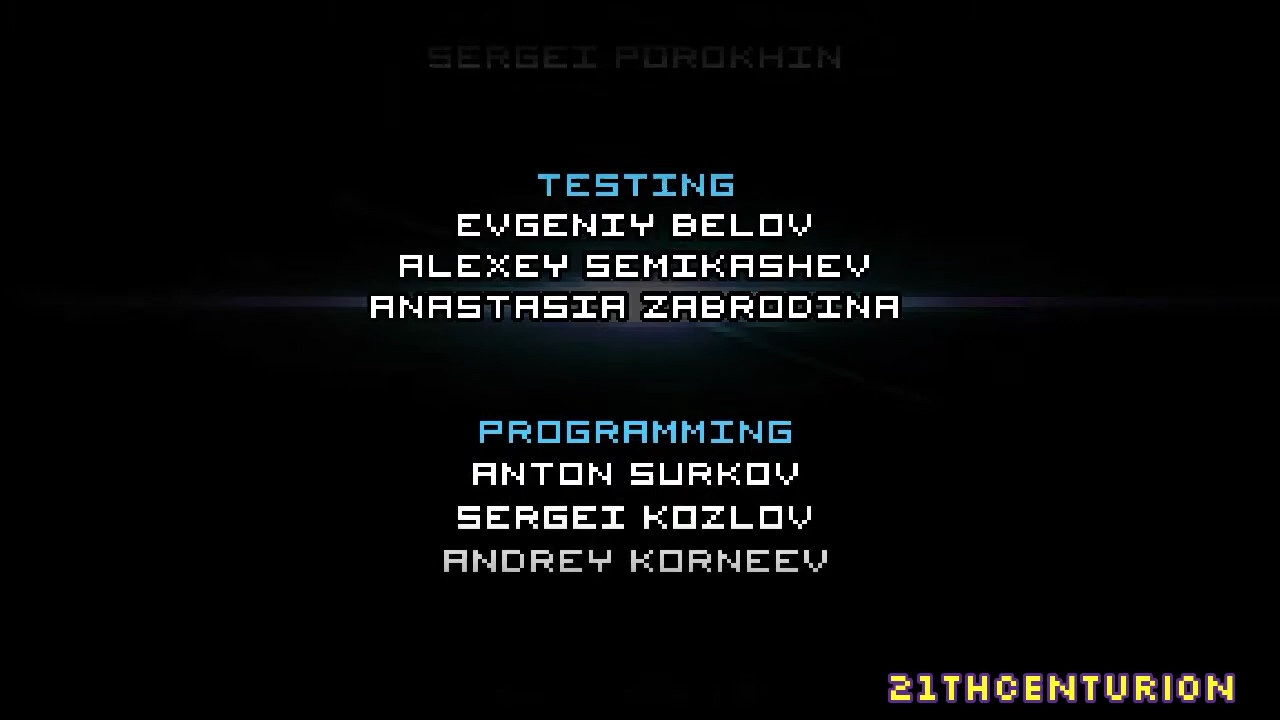 SERGEI POROKHIN
TESTING
EVGENIY BELOV
ALEXEY SEMIKASHEV
ANASTASIA ZABRODINA
PROGRAMMING
ANTON SURKOV
SERGEI KOZLOV
ANDREY KORNEEV
21THCENTURION